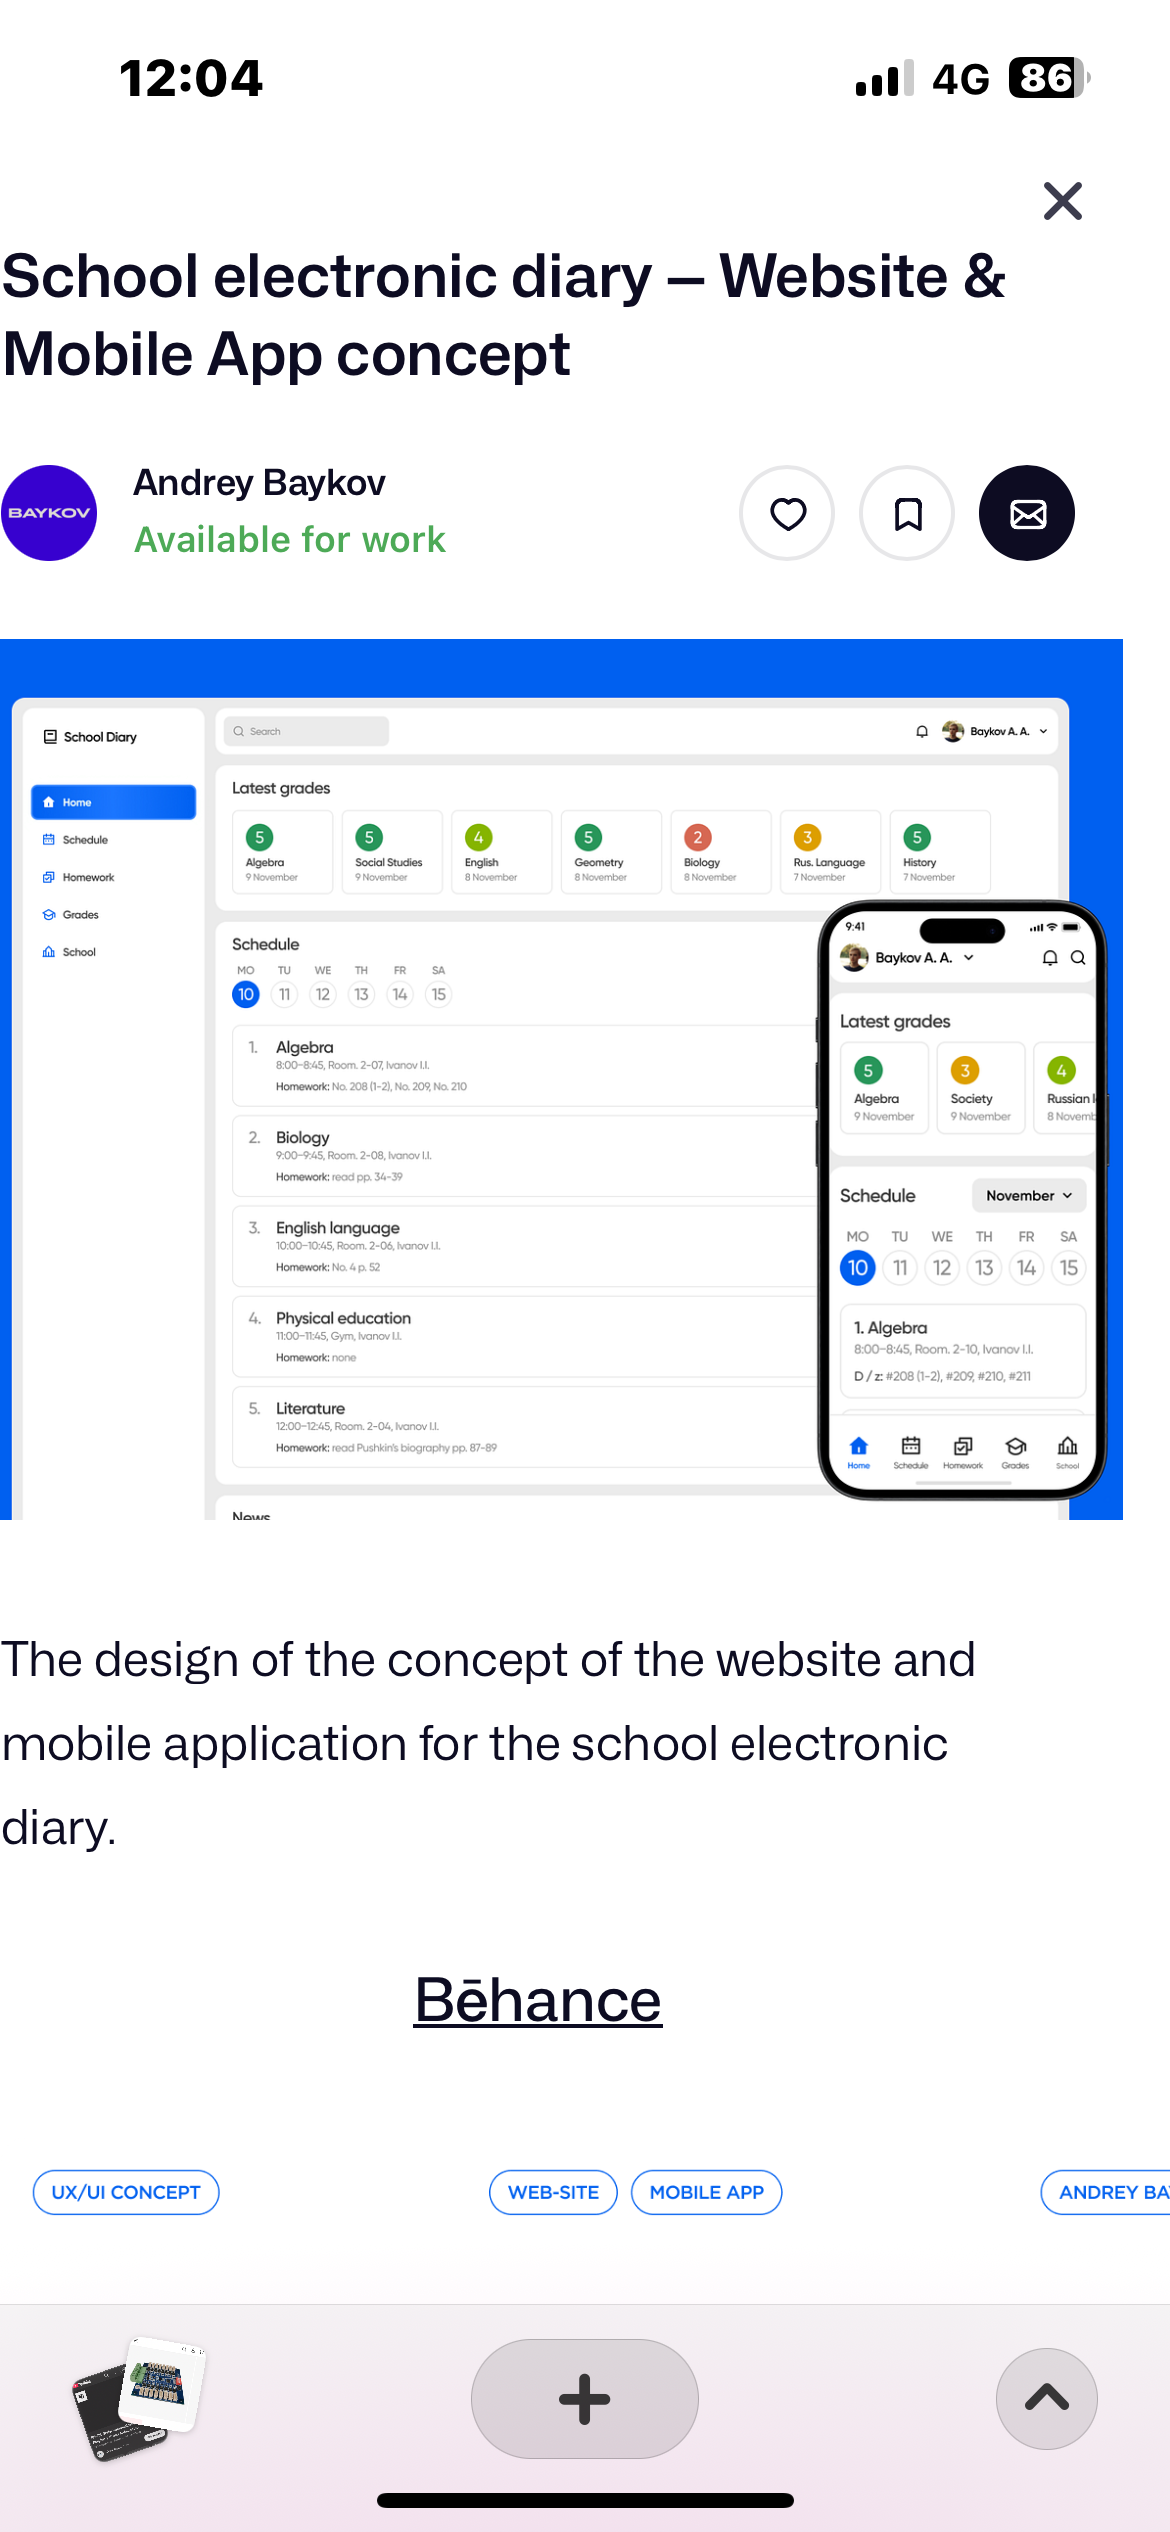 12:04
4G 86
School electronic diary – Website &
Mobile App concept
BAYKOV
Andrey Baykov
Available for work
School Diary
Search
Baykov A. A.
Home
Schedule
Homework
Grades
School
Latest grades
5 5 4 5 2 3 5
Algebra Social Studies English Geometry Biology Rus. Language History
9 November 9 November 8 November 8 November 8 November 7 November 7 November
Schedule
MO TU WE TH FR SA
10 11 12 13 14 15
1. Algebra
8:00–8:45, Room. 2-07, Ivanov I.I.
Homework: No. 208 (1-2), No. 209, No. 210
2. Biology
9:00–9:45, Room. 2-08, Ivanov I.I.
Homework: read pp. 34-39
3. English language
10:00–10:45, Room. 2-06, Ivanov I.I.
Homework: No. 4 p. 52
4. Physical education
11:00–11:45, Gym, Ivanov I.I.
Homework: none
5. Literature
12:00–12:45, Room. 2-04, Ivanov I.I.
Homework: read Pushkin's biography pp. 87-89
News
9:41
Baykov A. A.
Latest grades
5 3 4
Algebra Society Russian
9 November 9 November 8 Novemb
Schedule November
MO TU WE TH FR SA
10 11 12 13 14 15
1. Algebra
8:00–8:45, Room. 2-10, Ivanov I.I.
D / z: #208 (1-2), #209, #210, #211
Home Schedule Homework Grades School
The design of the concept of the website and
mobile application for the school electronic
diary.
Bēhance
UX/UI CONCEPT WEB-SITE MOBILE APP ANDREY BA